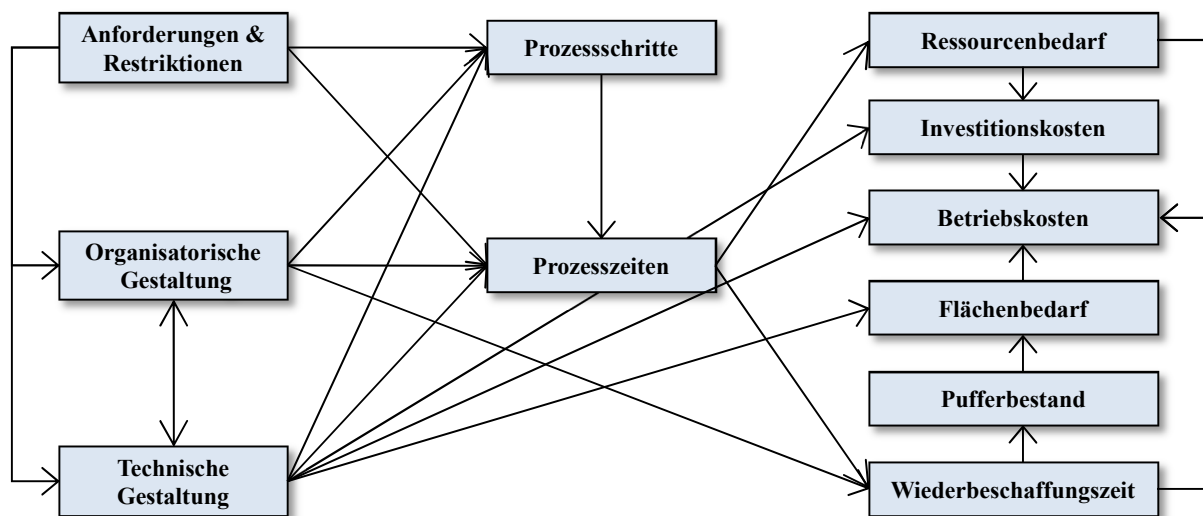 Anforderungen &
Restriktionen
Organisatorische
Gestaltung
Technische
Gestaltung
Prozessschritte
Prozesszeiten
Ressourcenbedarf
Investitionskosten
Betriebskosten
Flächenbedarf
Pufferbestand
Wiederbeschaffungszeit